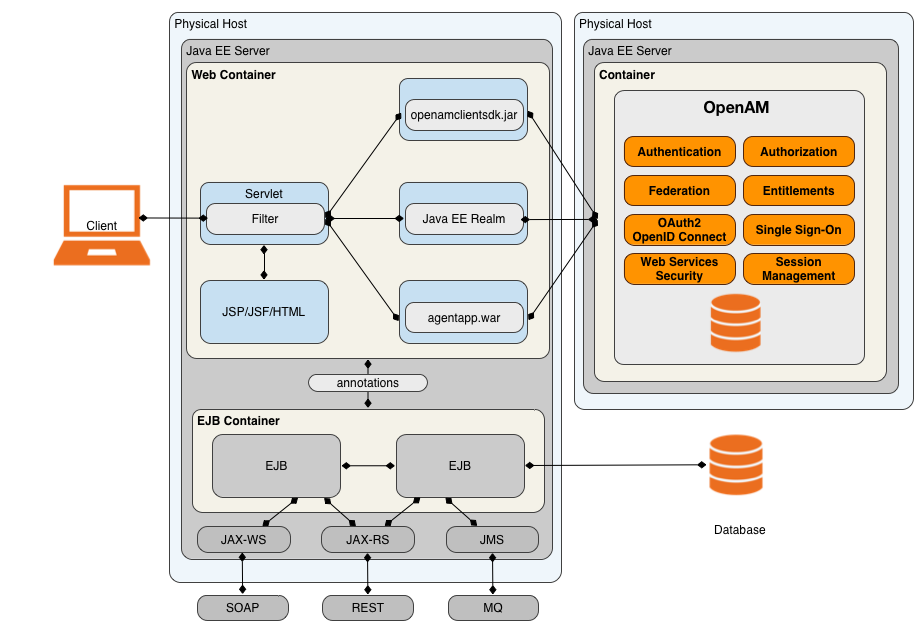 Physical Host
Java EE Server
Web Container
openamclientsdk.jar
Servlet
Filter
Java EE Realm
Client
JSP/JSF/HTML
agentapp.war
annotations
EJB Container
EJB
EJB
JAX-WS
JAX-RS
JMS
SOAP
REST
MQ
Physical Host
Java EE Server
Container
OpenAM
Authentication
Authorization
Federation
Entitlements
OAuth2
OpenID Connect
Single Sign-On
Web Services
Security
Session
Management
Database